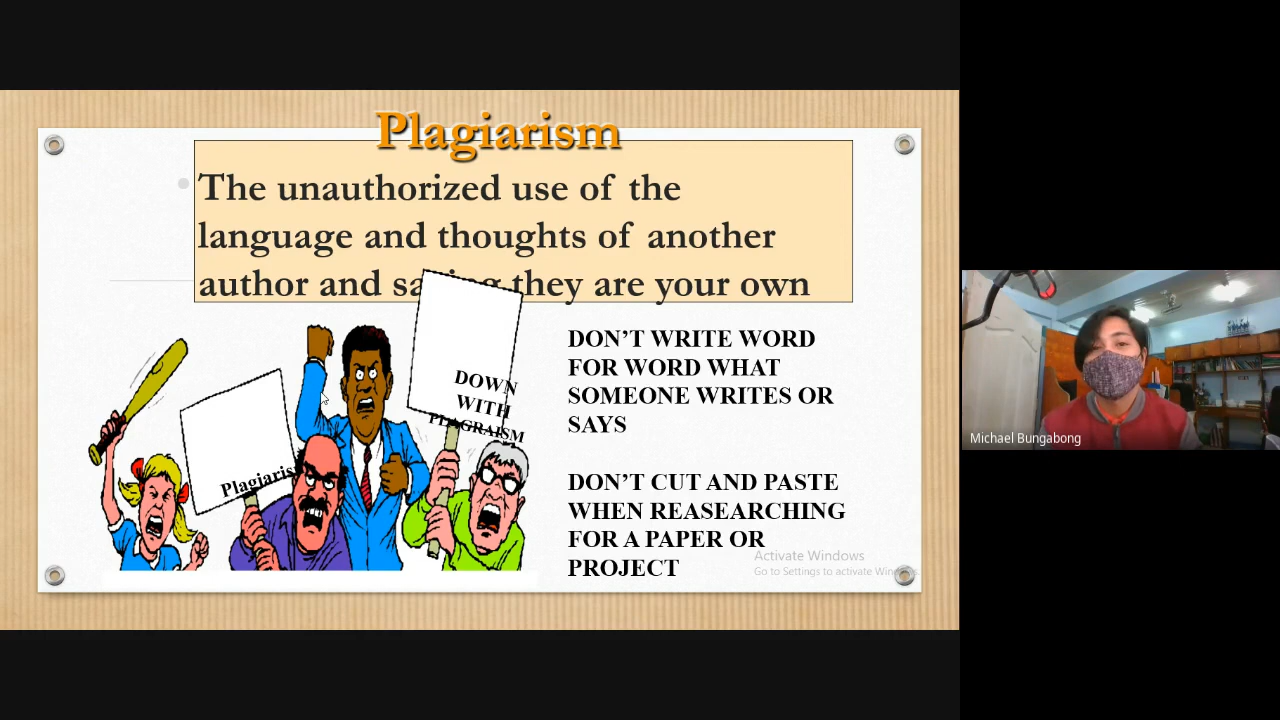 Plagiarism
The unauthorized use of the
language and thoughts of another
author and saying they are your own
DON’T WRITE WORD
FOR WORD WHAT
SOMEONE WRITES OR
SAYS
DON’T CUT AND PASTE
WHEN REASEARCHING
FOR A PAPER OR
PROJECT
DOWN
WITH
PLAGRAISM
Plagiarism
Activate Windows
Go to Settings to activate Windows.
Michael Bungabong